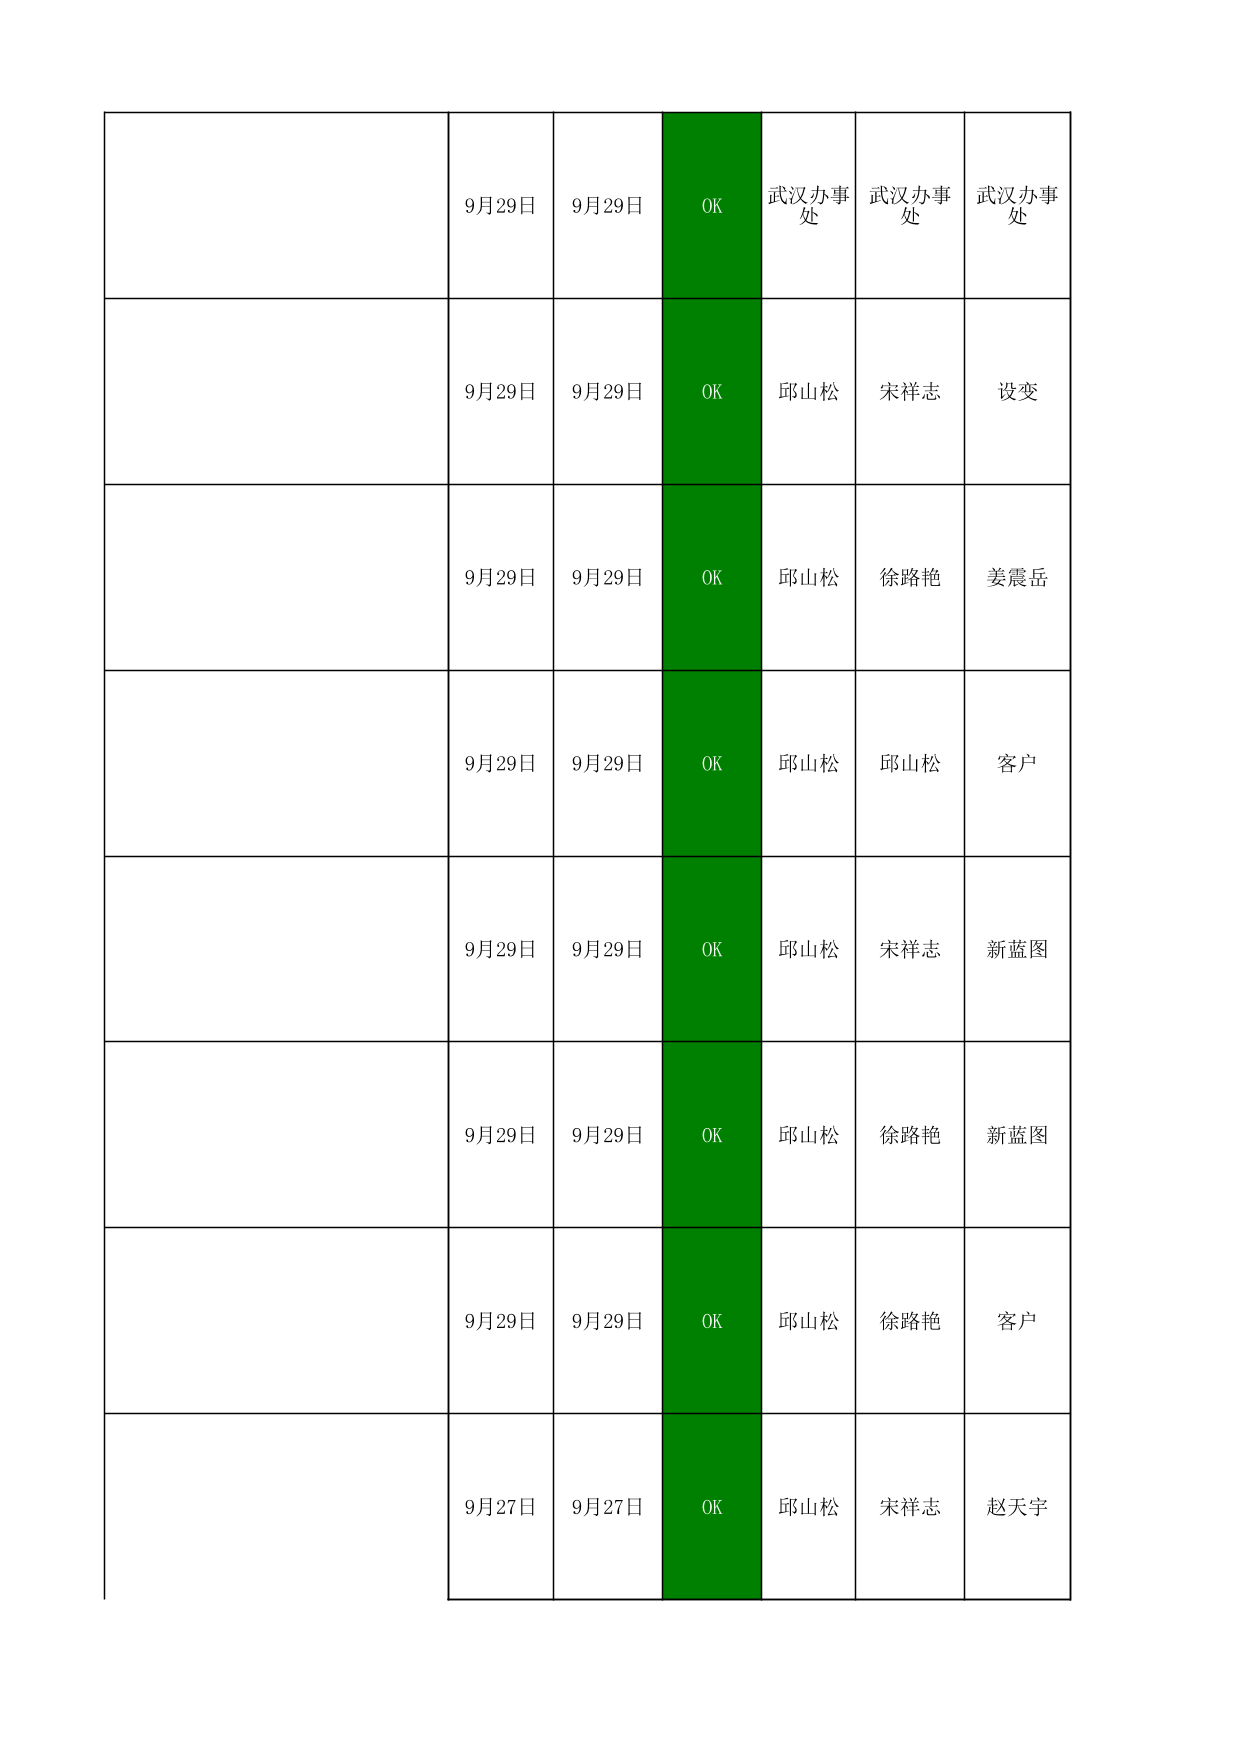 9月29日 9月29日 OK 武汉办事处 武汉办事处 武汉办事处
9月29日 9月29日 OK 邱山松 宋祥志 设变
9月29日 9月29日 OK 邱山松 徐路艳 姜震岳
9月29日 9月29日 OK 邱山松 邱山松 客户
9月29日 9月29日 OK 邱山松 宋祥志 新蓝图
9月29日 9月29日 OK 邱山松 徐路艳 新蓝图
9月29日 9月29日 OK 邱山松 徐路艳 客户
9月27日 9月27日 OK 邱山松 宋祥志 赵天宇